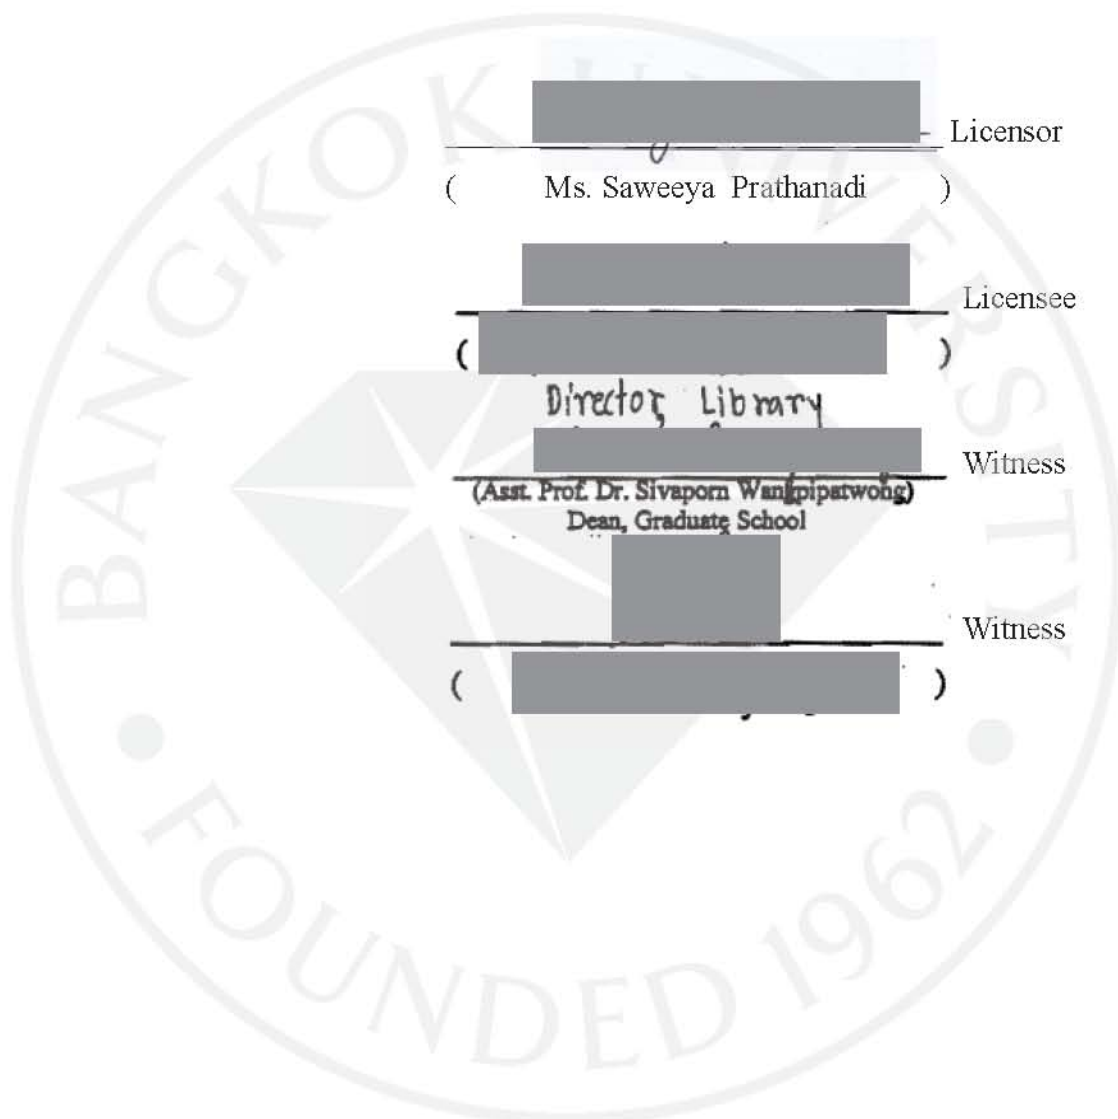 BANGKOK UNIVERSITY
Licensor
( Ms. Saweeya Prathanadi )
Licensee
( )
Director, Library
Witness
(Asst. Prof. Dr. Sivaporn Wangpipatwong)
Dean, Graduate School
Witness
( )
FOUNDED 1962